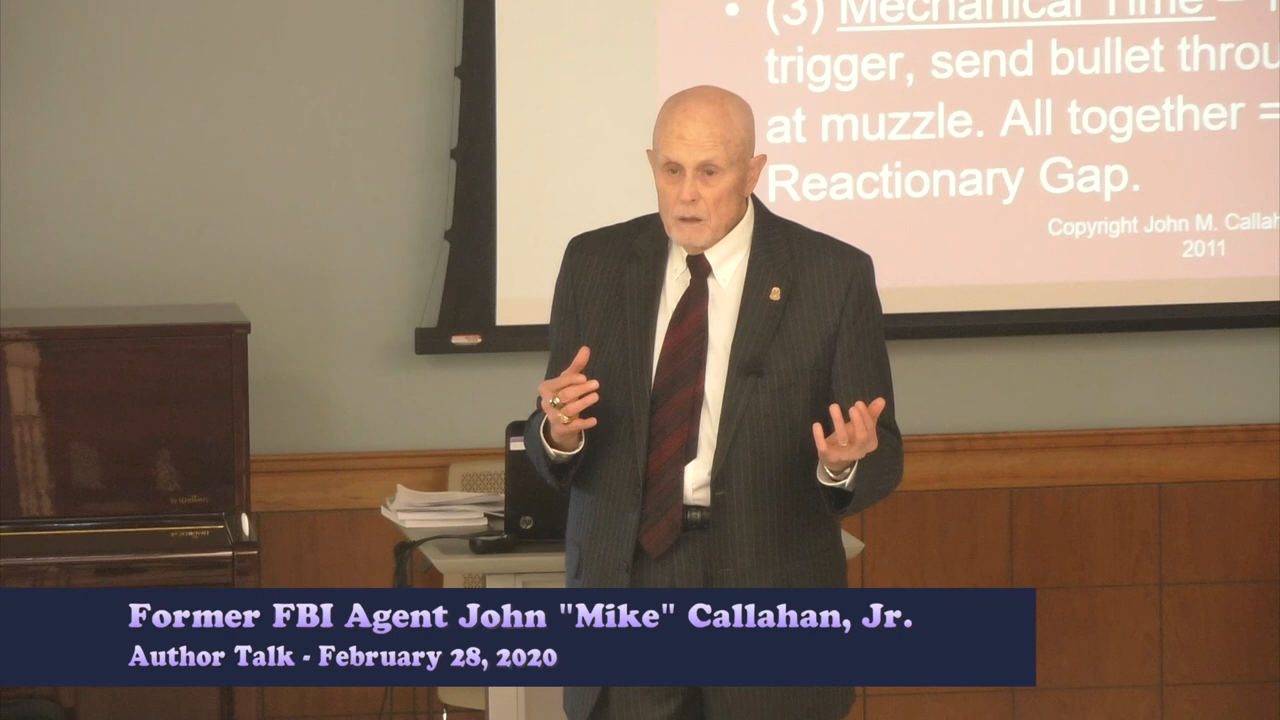 • (3) Mechanical Time =
trigger, send bullet throu
at muzzle. All together =
Reactionary Gap.
Copyright John M. Callah
2011
Former FBI Agent John "Mike" Callahan, Jr.
Author Talk - February 28, 2020